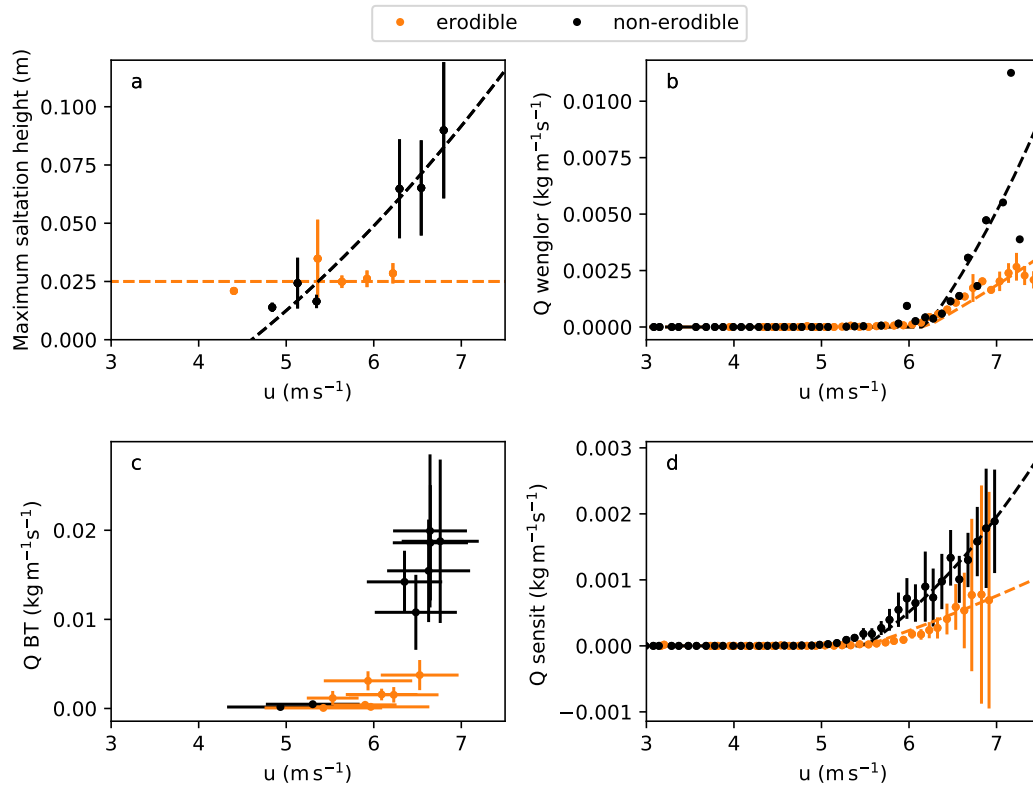 erodible non-erodible
a
Maximum saltation height (m)
0.100
0.075
0.050
0.025
0.000
3 4 5 6 7
u (m s⁻¹)
b
Q wenglor (kg m⁻¹s⁻¹)
0.0100
0.0075
0.0050
0.0025
0.0000
3 4 5 6 7
u (m s⁻¹)
c
Q BT (kg m⁻¹s⁻¹)
0.02
0.01
0.00
3 4 5 6 7
u (m s⁻¹)
d
Q sensit (kg m⁻¹s⁻¹)
0.003
0.002
0.001
0.000
−0.001
3 4 5 6 7
u (m s⁻¹)